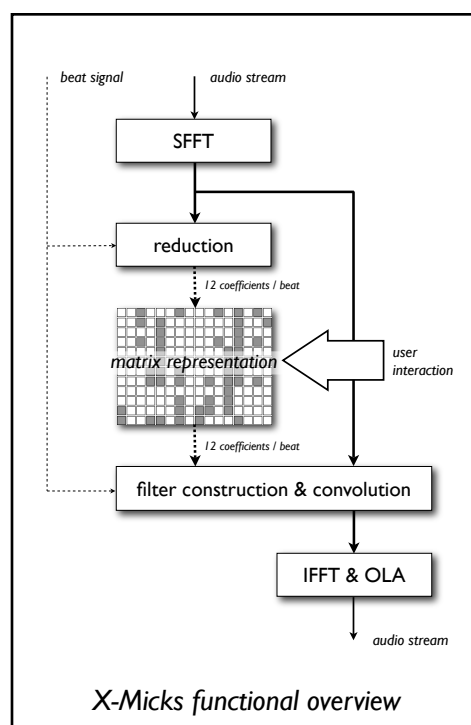 beat signal
audio stream
SFFT
reduction
12 coefficients / beat
matrix representation
user
interaction
12 coefficients / beat
filter construction & convolution
IFFT & OLA
audio stream
X-Micks functional overview